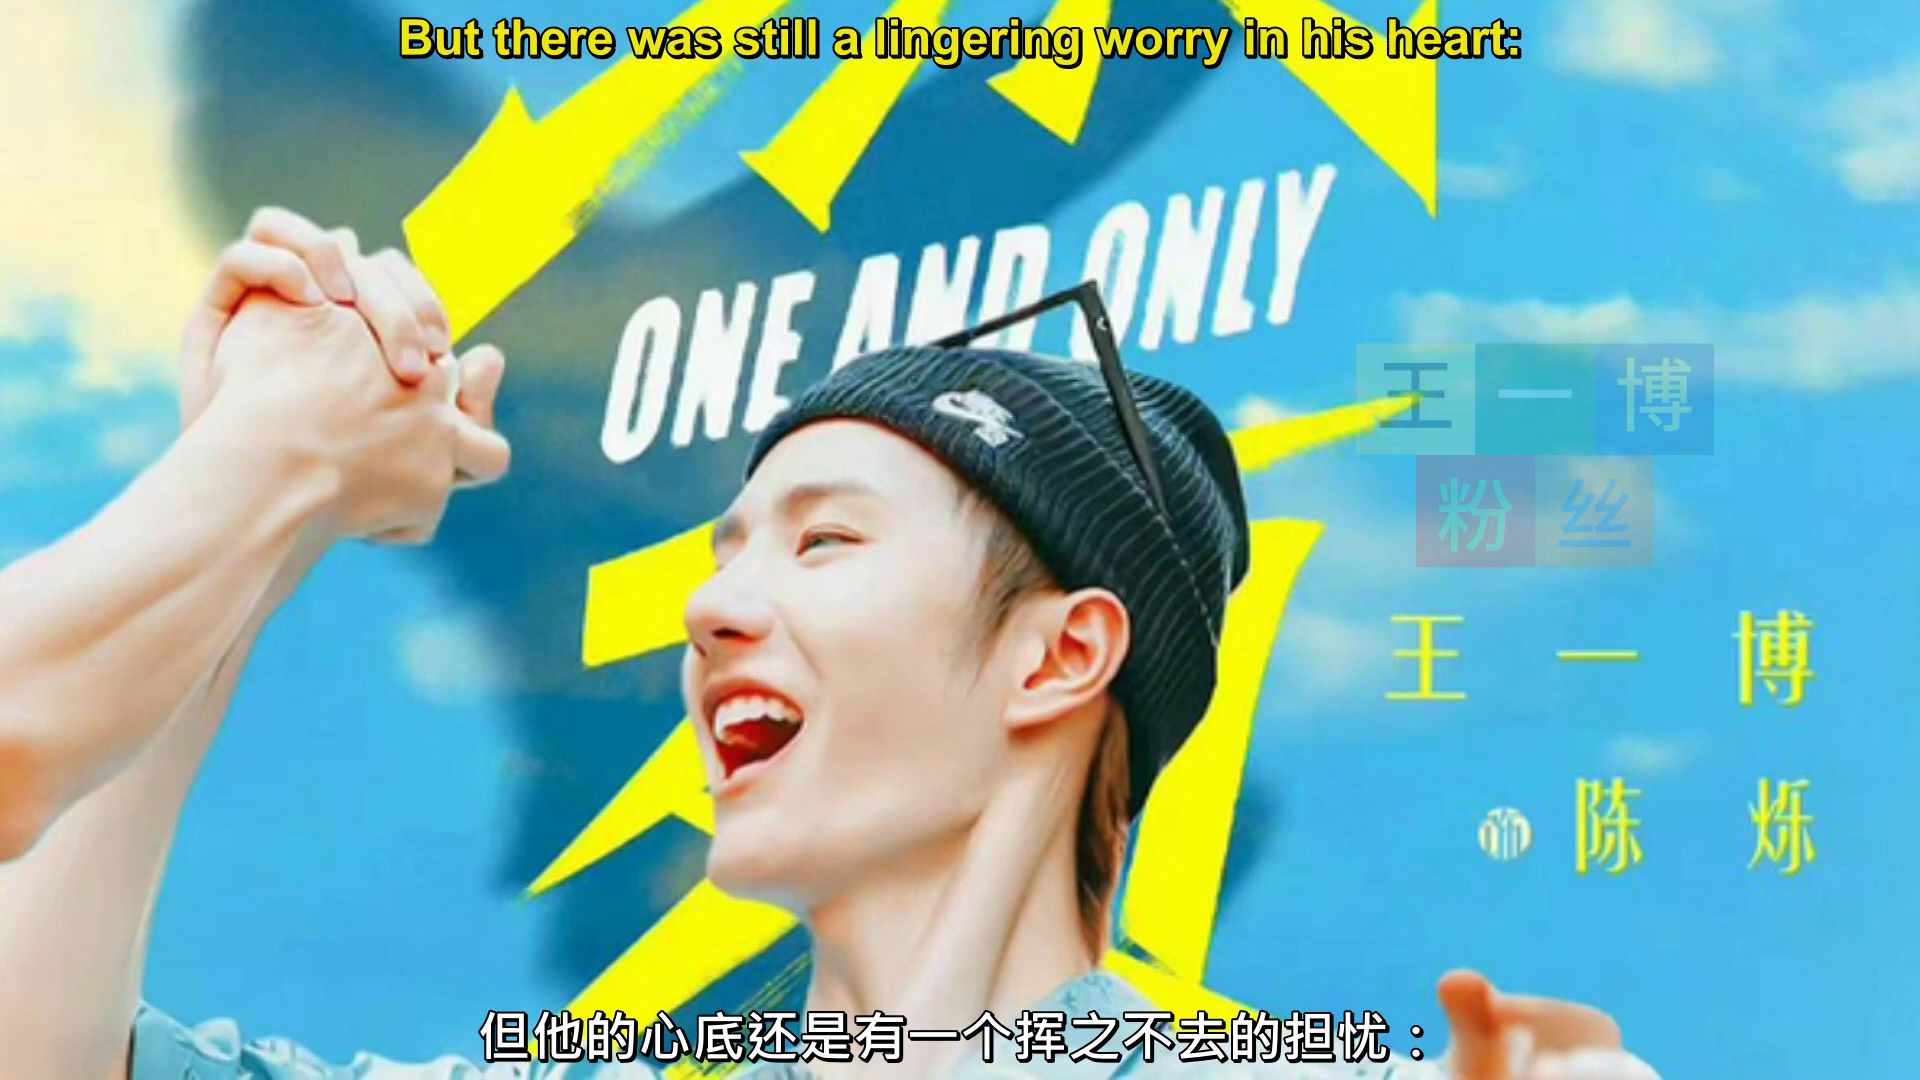 But there was still a lingering worry in his heart:
ONE AND ONLY
王一博
粉丝
王一博
饰 陈烁
但他的心底还是有一个挥之不去的担忧：